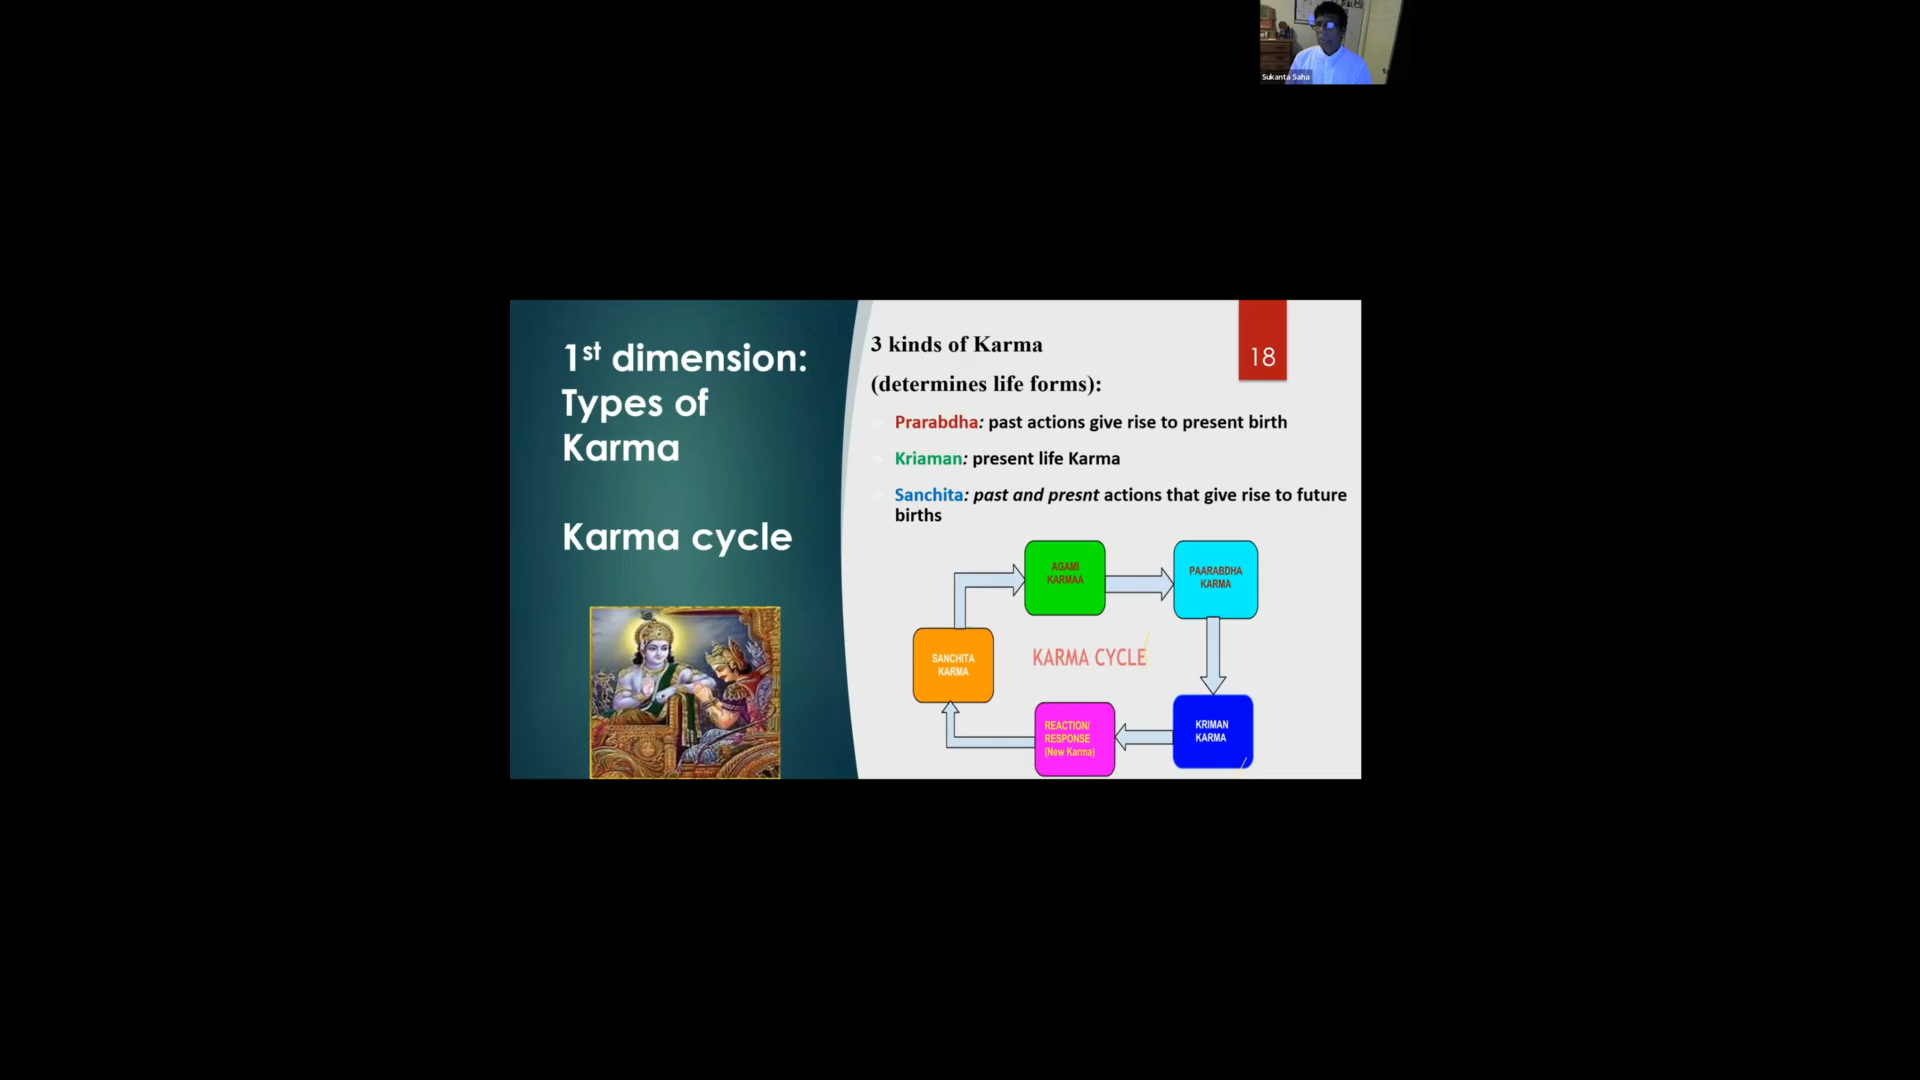 Sukanta Saha
1st dimension:
Types of
Karma
Karma cycle
18
3 kinds of Karma
(determines life forms):
Prarabdha: past actions give rise to present birth
Kriaman: present life Karma
Sanchita: past and presnt actions that give rise to future
births
AGAMI
KARMAA
PAARABDHA
KARMA
SANCHITA
KARMA
KARMA CYCLE
REACTION/
RESPONSE
(New Karma)
KRIMAN
KARMA